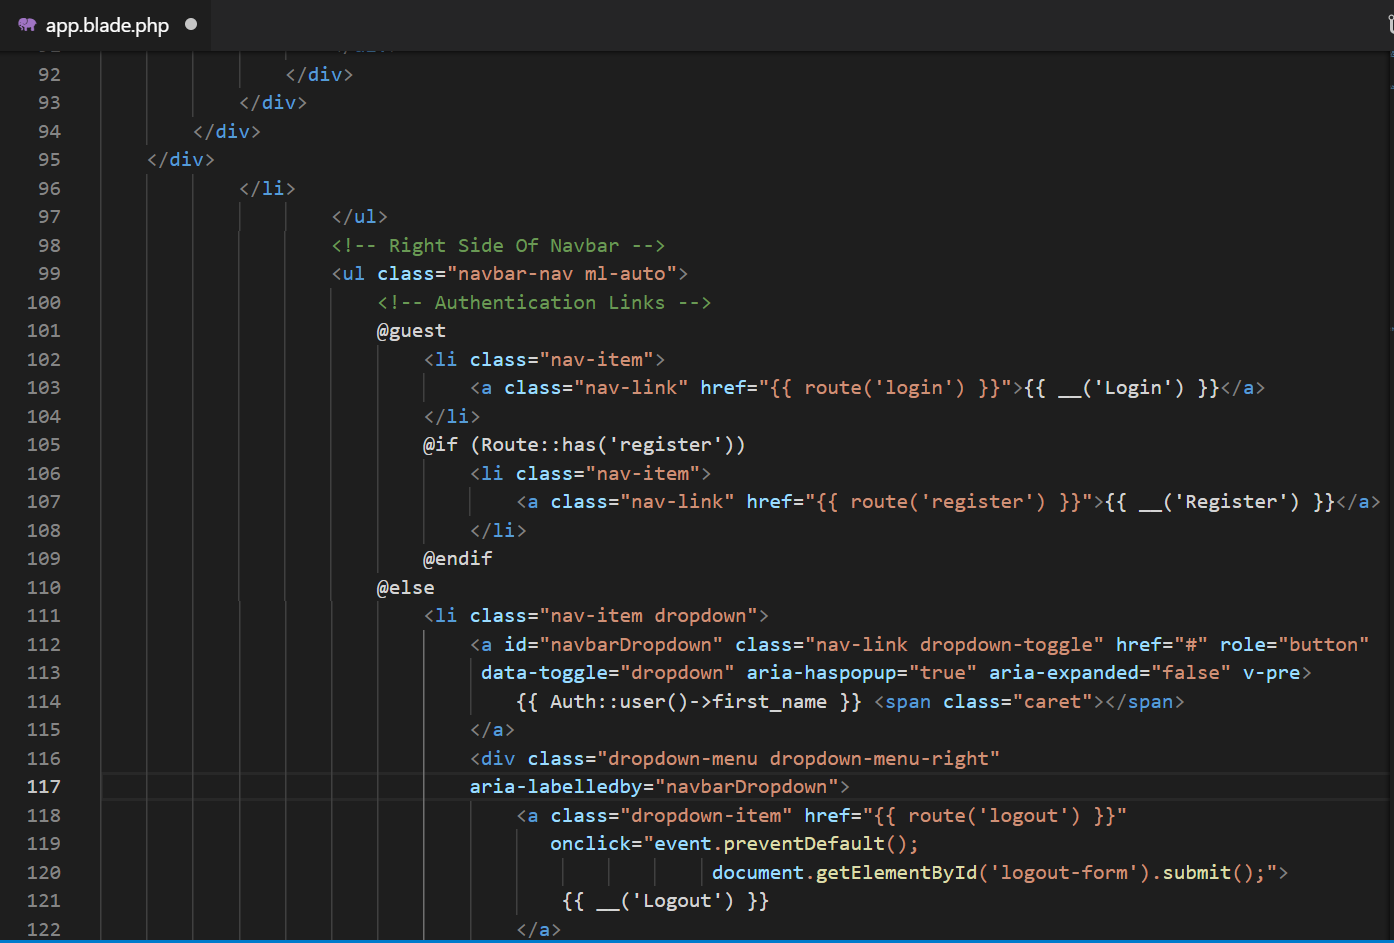 app.blade.php
92 </div>
93 </div>
94 </div>
95 </div>
96 </li>
97 </ul>
98 <!-- Right Side Of Navbar -->
99 <ul class="navbar-nav ml-auto">
100 <!-- Authentication Links -->
101 @guest
102 <li class="nav-item">
103 <a class="nav-link" href="{{ route('login') }}">{{ __('Login') }}</a>
104 </li>
105 @if (Route::has('register'))
106 <li class="nav-item">
107 <a class="nav-link" href="{{ route('register') }}">{{ __('Register') }}</a>
108 </li>
109 @endif
110 @else
111 <li class="nav-item dropdown">
112 <a id="navbarDropdown" class="nav-link dropdown-toggle" href="#" role="button"
113 data-toggle="dropdown" aria-haspopup="true" aria-expanded="false" v-pre>
114 {{ Auth::user()->first_name }} <span class="caret"></span>
115 </a>
116 <div class="dropdown-menu dropdown-menu-right"
117 aria-labelledby="navbarDropdown">
118 <a class="dropdown-item" href="{{ route('logout') }}"
119 onclick="event.preventDefault();
120 document.getElementById('logout-form').submit();">
121 {{ __('Logout') }}
122 </a>